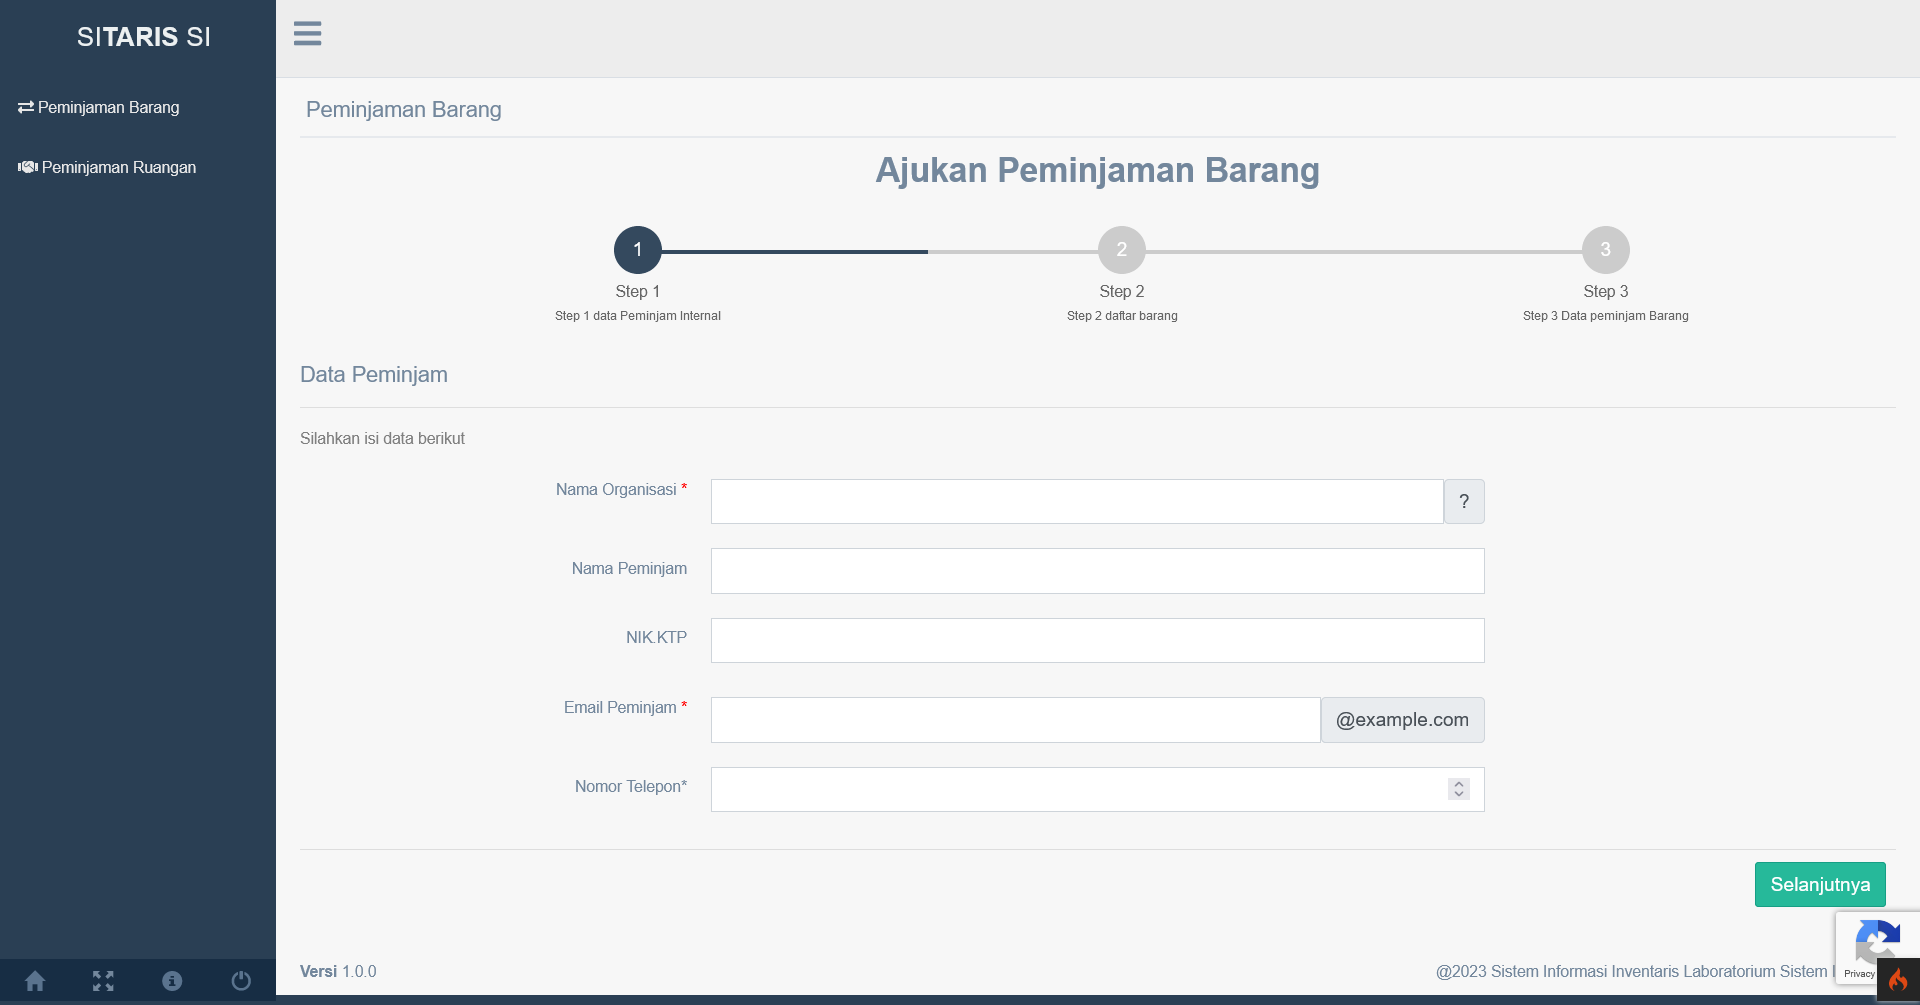 SITARIS SI
Peminjaman Barang
Peminjaman Ruangan
Peminjaman Barang
Ajukan Peminjaman Barang
1
2
3
Step 1
Step 2
Step 3
Step 1 data Peminjam Internal
Step 2 daftar barang
Step 3 Data peminjam Barang
Data Peminjam
Silahkan isi data berikut
Nama Organisasi *
?
Nama Peminjam
NIK.KTP
Email Peminjam *
@example.com
Nomor Telepon*
Selanjutnya
Versi 1.0.0
@2023 Sistem Informasi Inventaris Laboratorium Sistem
Privacy